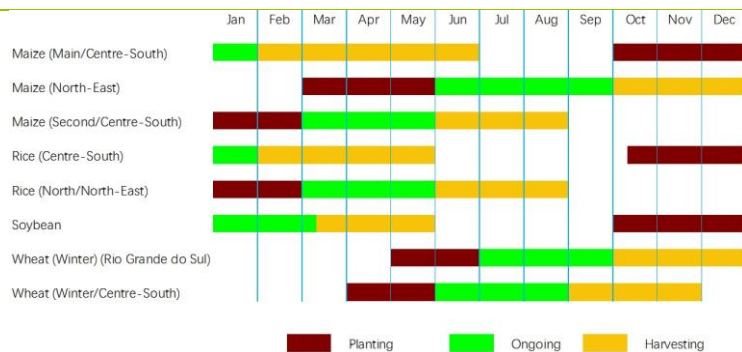 Jan Feb Mar Apr May Jun Jul Aug Sep Oct Nov Dec
Maize (Main/Centre-South)
Maize (North-East)
Maize (Second/Centre-South)
Rice (Centre-South)
Rice (North/North-East)
Soybean
Wheat (Winter) (Rio Grande do Sul)
Wheat (Winter/Centre-South)
Planting Ongoing Harvesting